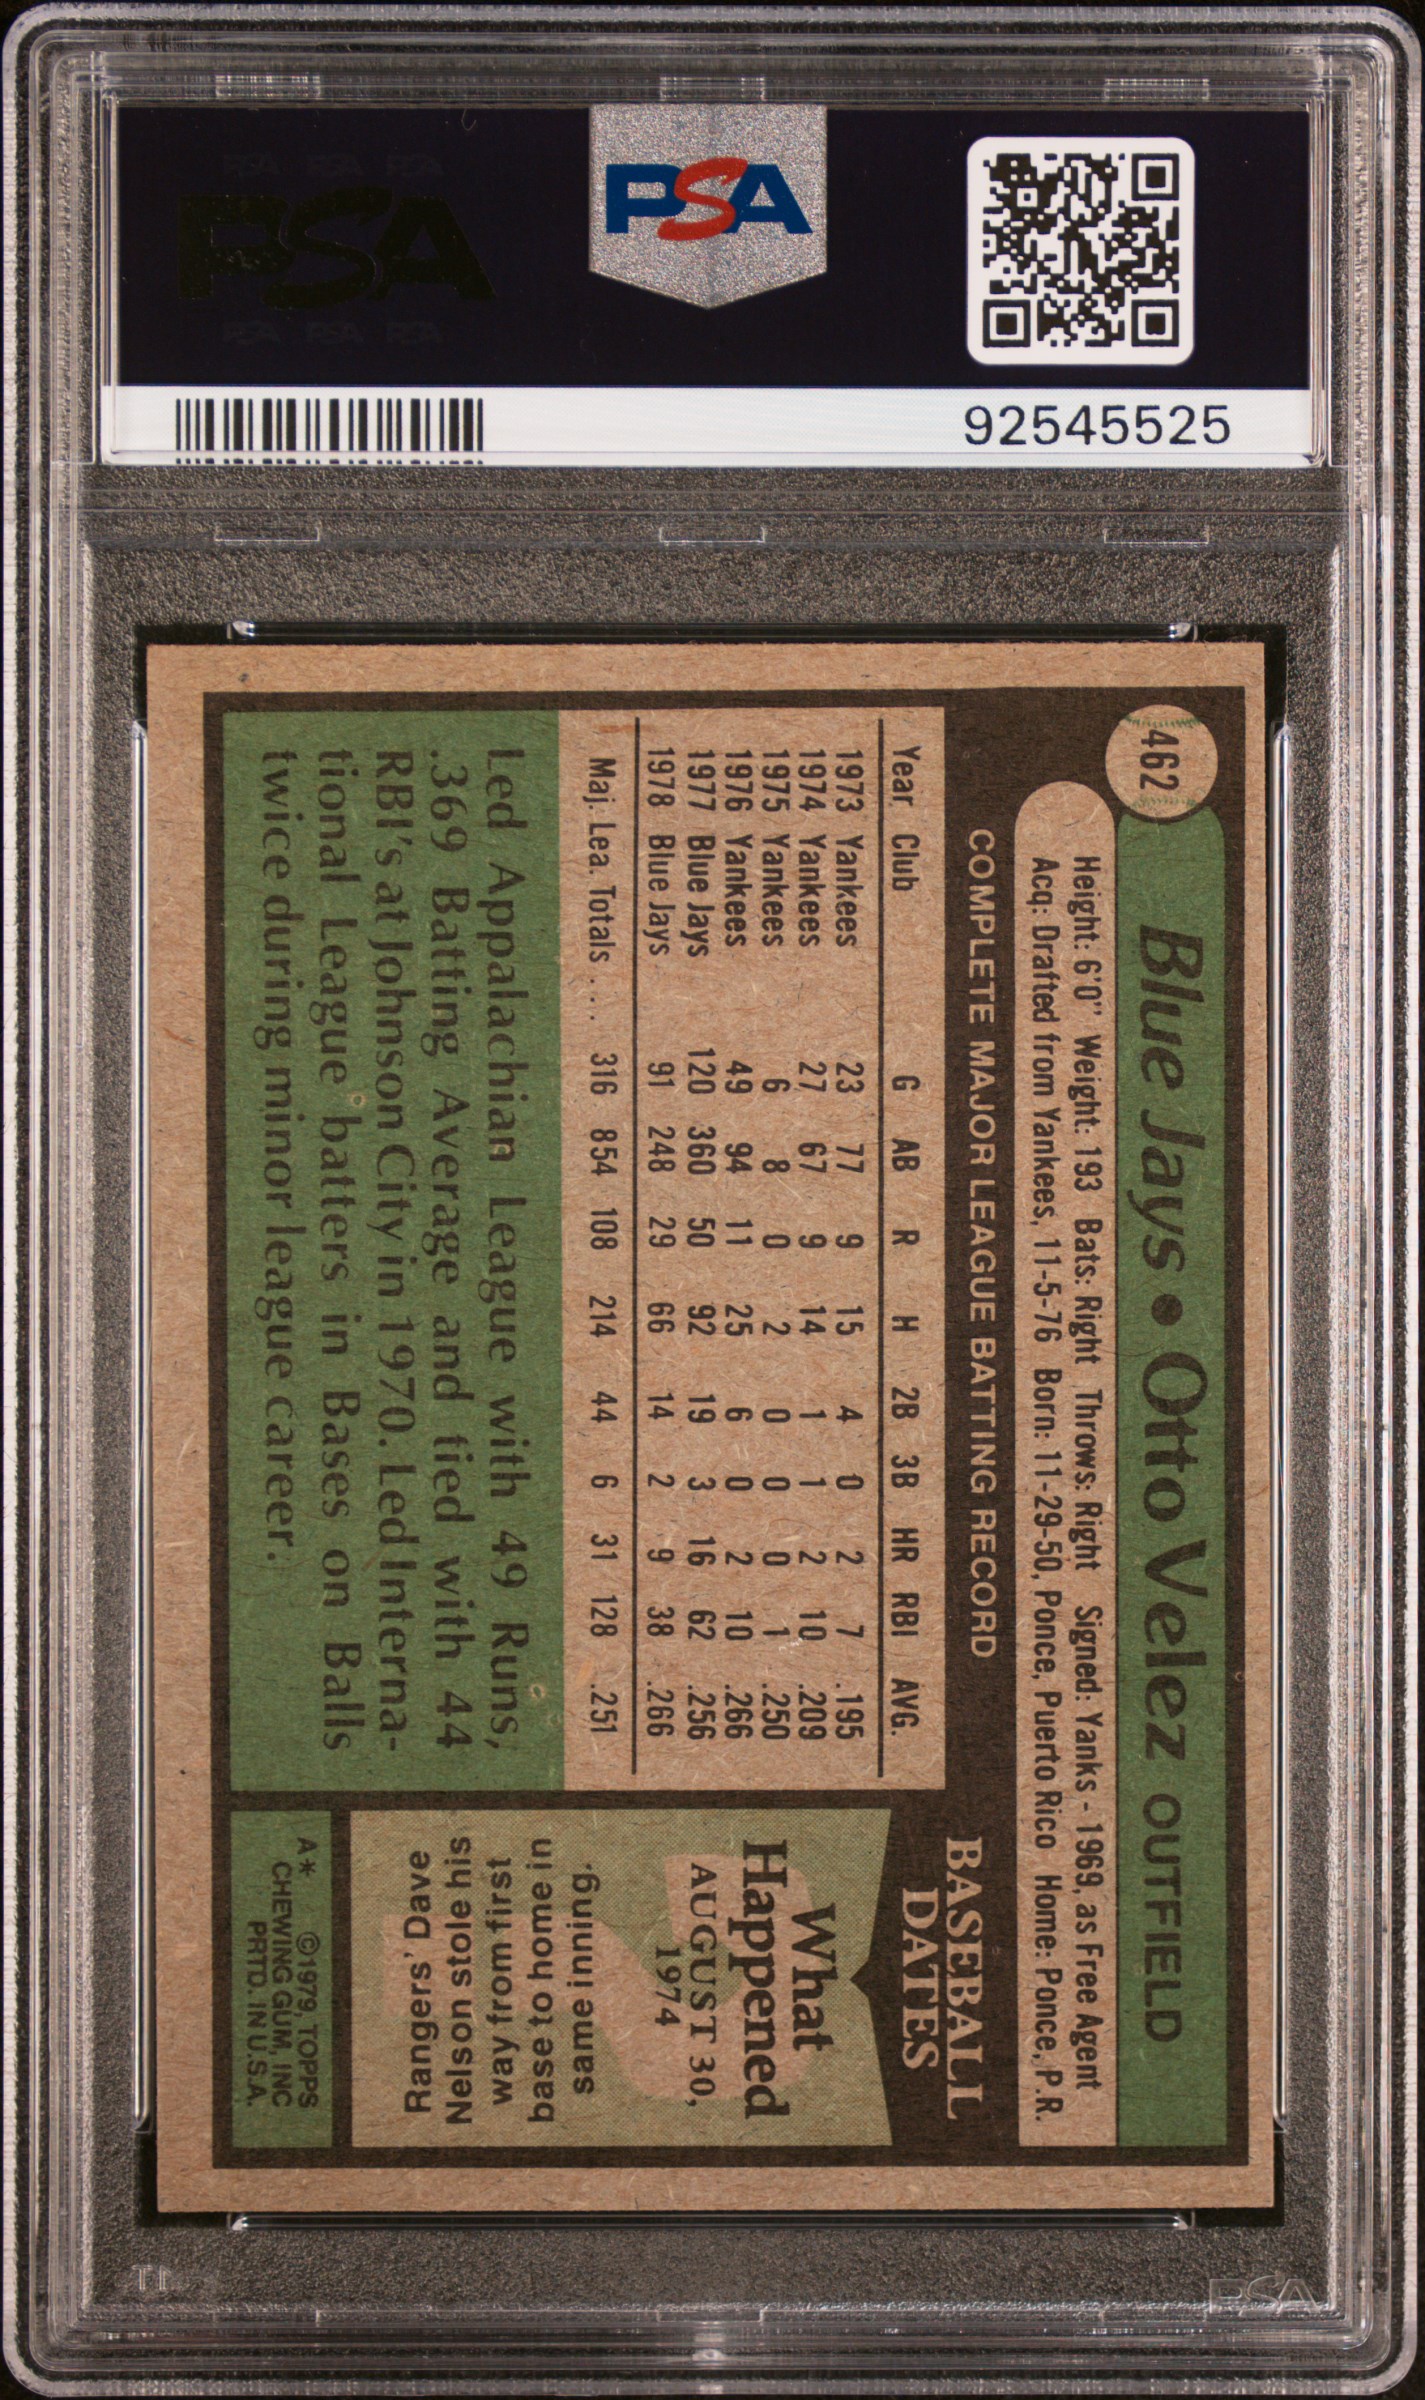 PSA
PSA PSA PSA
PSA
PSA PSA PSA
92545525
462
Blue Jays • Otto Velez OUTFIELD
Height: 6'0" Weight: 193 Bats: Right Throws: Right Signed: Yanks - 1969, as Free Agent
Acq: Drafted from Yankees, 11-5-76 Born: 11-29-50, Ponce, Puerto Rico Home: Ponce, P.R.
COMPLETE MAJOR LEAGUE BATTING RECORD
Year Club G AB R H 2B 3B HR RBI AVG.
1973 Yankees 23 77 9 15 4 0 2 7 .195
1974 Yankees 27 67 9 14 1 1 2 10 .209
1975 Yankees 6 8 0 2 0 0 0 1 .250
1976 Yankees 49 94 11 25 6 0 2 10 .266
1977 Blue Jays 120 360 50 92 19 3 16 62 .256
1978 Blue Jays 91 248 29 66 14 2 9 38 .266
Maj. Lea. Totals .... 316 854 108 214 44 6 31 128 .251
Led Appalachian League with 49 Runs,
.369 Batting Average and tied with 44
RBI's at Johnson City in 1970. Led Interna-
tional League batters in Bases on Balls
twice during minor league career.
BASEBALL
DATES
What
Happened
AUGUST 30,
1974
Rangers' Dave
Nelson stole his
way from first
base to home in
same inning.
A* ©1979, TOPPS
CHEWING GUM, INC
PRTD. IN U.S.A.
PSA